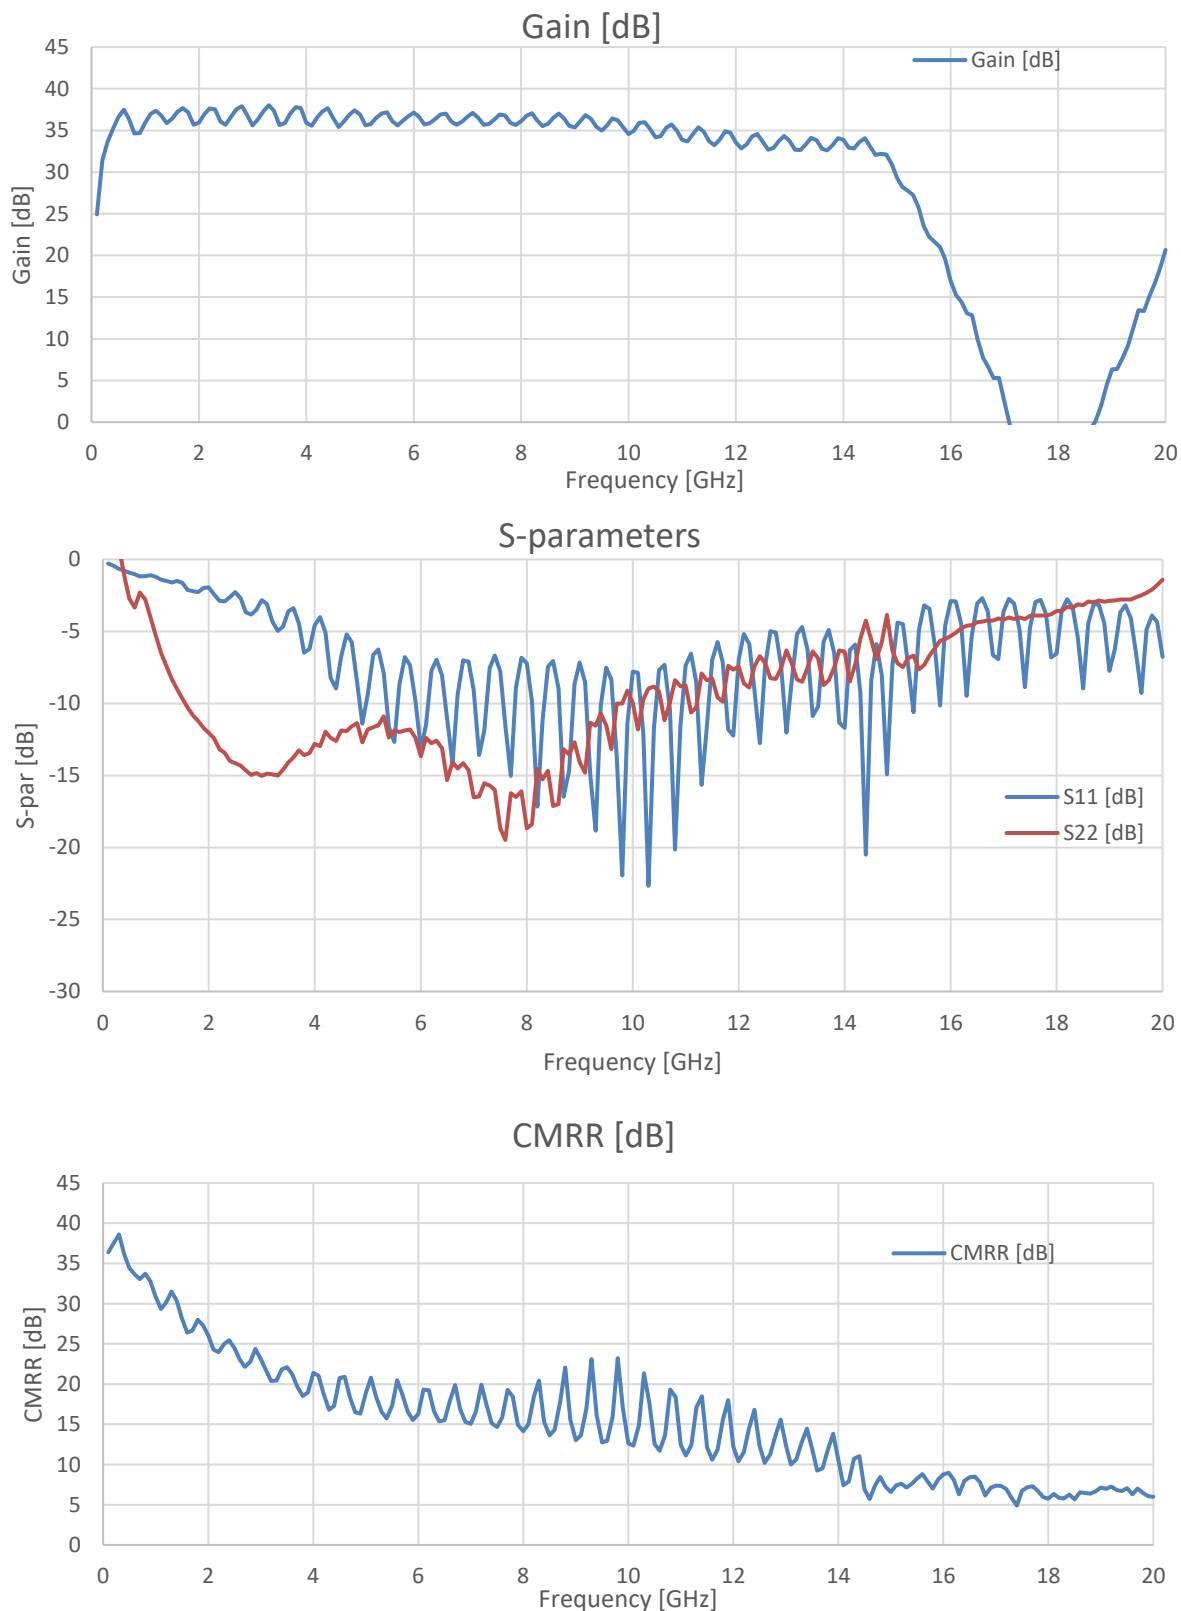 Gain [dB]
45
40
35
30
25
20
15
10
5
0
Gain [dB]
Gain [dB]
0 2 4 6 8 10 12 14 16 18 20
Frequency [GHz]
S-parameters
0
-5
-10
-15
-20
-25
-30
S-par [dB]
S11 [dB]
S22 [dB]
0 2 4 6 8 10 12 14 16 18 20
Frequency [GHz]
CMRR [dB]
45
40
35
30
25
20
15
10
5
0
CMRR [dB]
CMRR [dB]
0 2 4 6 8 10 12 14 16 18 20
Frequency [GHz]